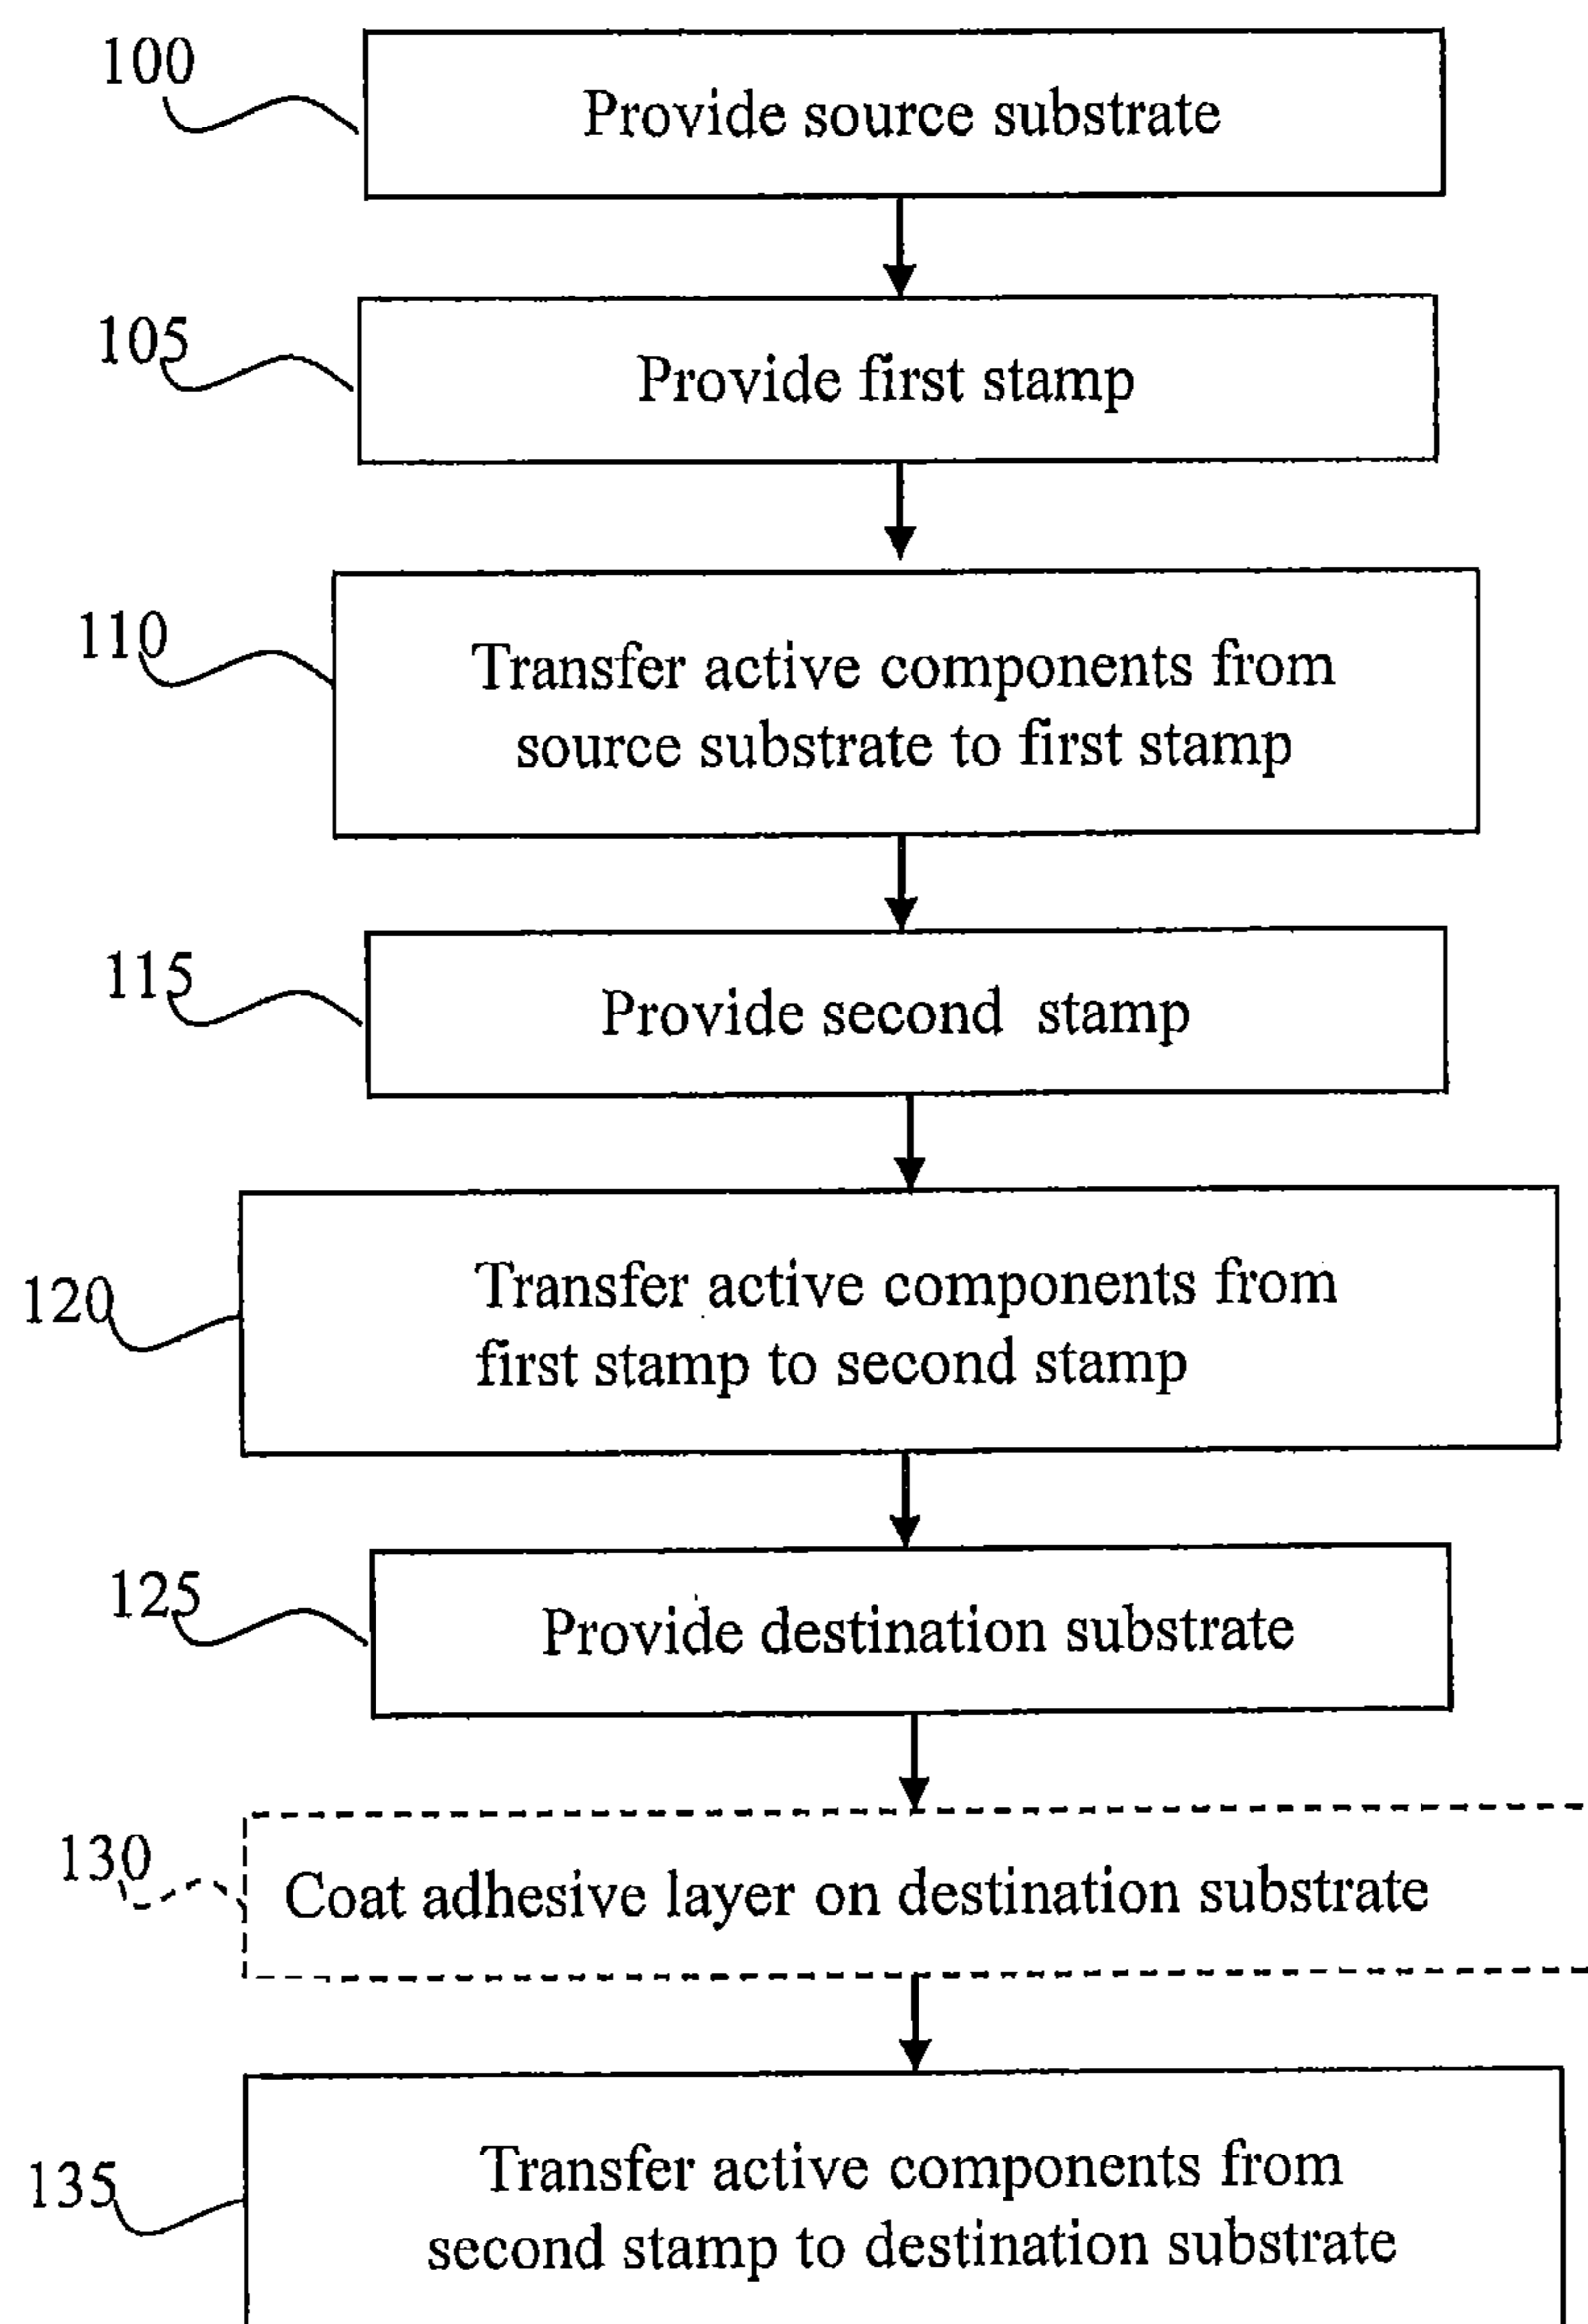 100
Provide source substrate
105
Provide first stamp
110
Transfer active components from
source substrate to first stamp
115
Provide second stamp
120
Transfer active components from
first stamp to second stamp
125
Provide destination substrate
130
Coat adhesive layer on destination substrate
135
Transfer active components from
second stamp to destination substrate